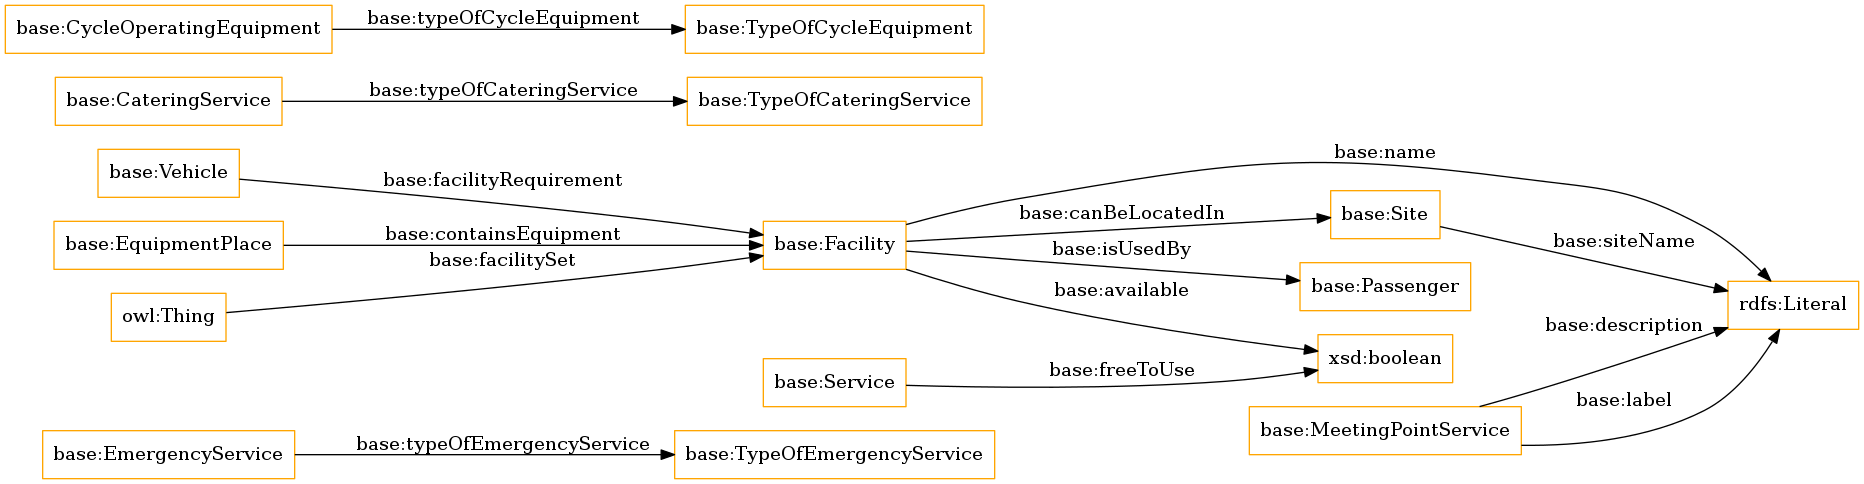 base:CycleOperatingEquipment
base:typeOfCycleEquipment
base:TypeOfCycleEquipment
base:CateringService
base:typeOfCateringService
base:TypeOfCateringService
base:name
base:Vehicle
base:facilityRequirement
base:canBeLocatedIn
base:Site
base:EquipmentPlace
base:containsEquipment
base:Facility
base:isUsedBy
base:siteName
base:facilitySet
base:Passenger
base:available
rdfs:Literal
owl:Thing
base:description
xsd:boolean
base:Service
base:freeToUse
base:label
base:MeetingPointService
base:EmergencyService
base:typeOfEmergencyService
base:TypeOfEmergencyService